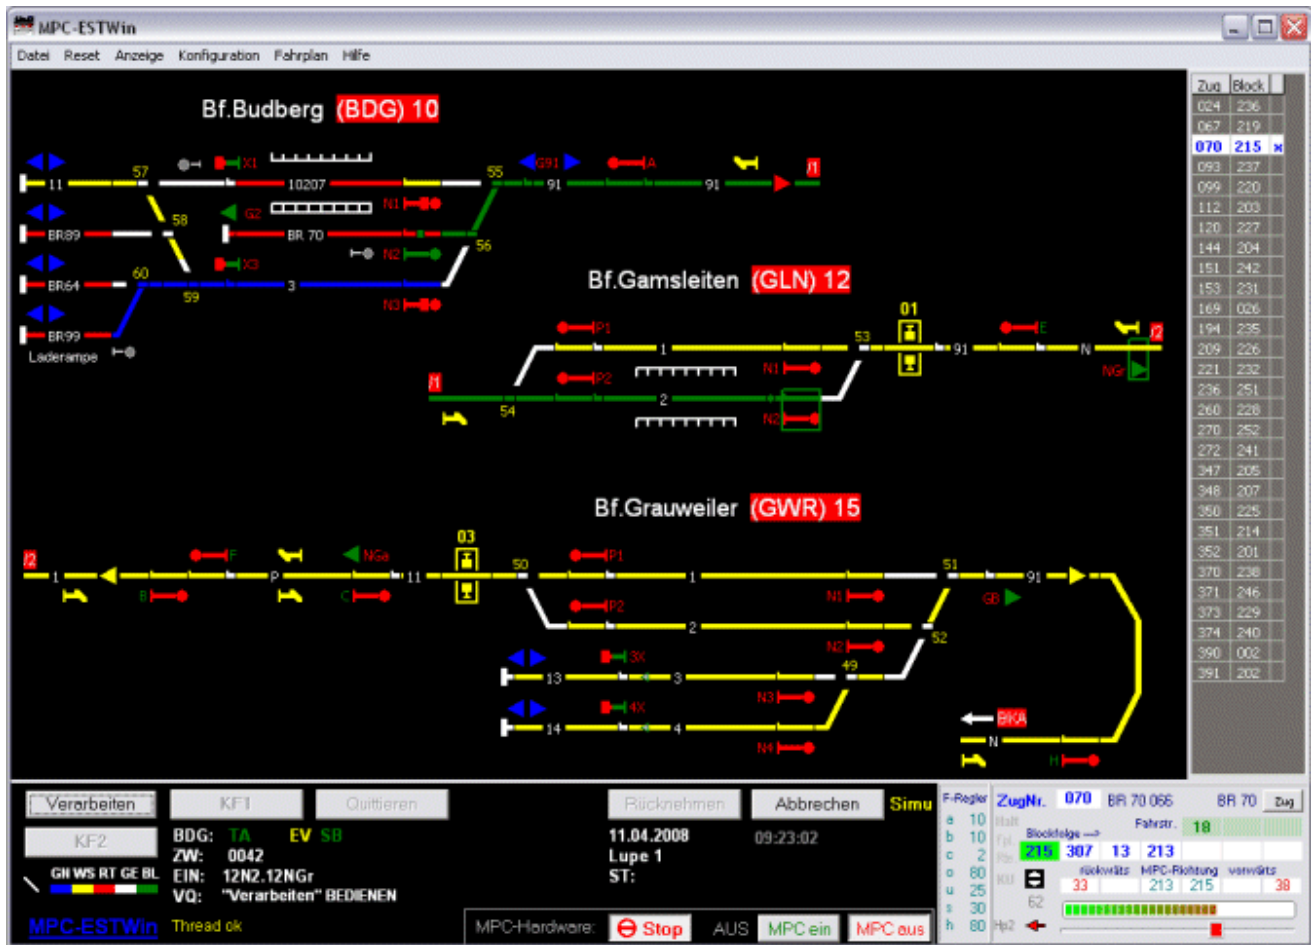 MPC-ESTWin
Datei Reset Anzeige Konfiguration Fahrplan Hilfe
Bf.Budberg (BDG) 10
57 X1 55 G91 A /1
11 10207 91 91
G2 58 N1
BR89 BR 70
N2 56
60 X3
BR64 59 3
N3
BR99
Laderampe
Bf.Gamsleiten (GLN) 12
01
P1 53 E /2
1 91 N
N1 NGr
/1 P2
2
54 N2
Bf.Grauweiler (GWR) 15
03
/2 F NGa 50 P1 51
1 P 11 1 91
B C N1 GB
P2
2
N2 52
3X 49
13 3
N3
4X
14 4 BKA
N4 N
H
Zug Block
024 236
067 219
070 215 x
093 237
099 220
112 203
120 227
144 204
151 242
153 231
169 026
194 235
209 226
221 232
236 251
260 228
270 252
272 241
347 205
348 207
350 225
351 214
352 201
370 238
371 246
373 229
374 240
390 002
391 202
Verarbeiten KF1 Quittieren Rücknehmen Abbrechen Simu
KF2
BDG: TA EV SB 11.04.2008 09:23:02
ZW: 0042 Lupe 1
EIN: 12N2.12NGr ST:
VQ: "Verarbeiten" BEDIENEN
GN WS RT GE BL
MPC-ESTWin Thread ok
MPC-Hardware: Stop AUS MPC ein MPC aus
F-Regler
a 10
b 10
c 2
o 80
u 25
s 30
h 80
ZugNr. 070 BR 70 066 BR 70 Zug
Halt Fahrstr. 18
Blockfolge -->
215 307 13 213
rückwäts MPC-Richtung vorwärts
33 213 215 38
62
Hp2